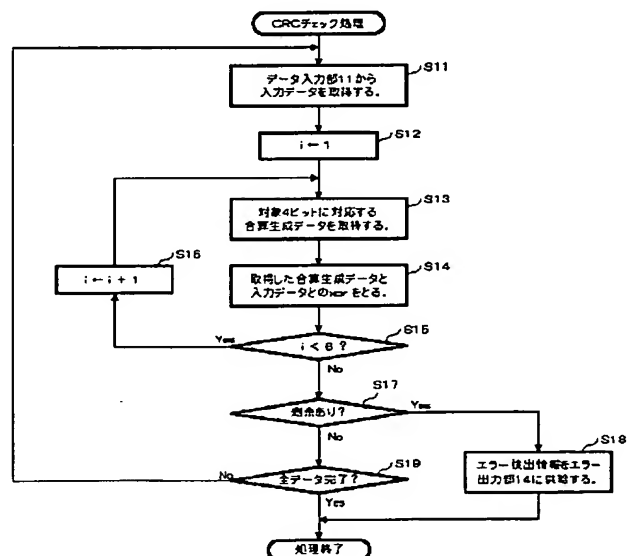 CRCチェック処理
S11
データ入力部11から
入力データを取得する。
S12
i ← 1
S13
対象4ビットに対応する
合算生成データを取得する。
S16
i ← i + 1
S14
取得した合算生成データと
入力データとのxorをとる。
S15
Yes
i < 6 ?
No
S17
剰余あり?
Yes
No
S18
エラー検出情報をエラー
出力部14に供給する。
S19
No
全データ完了?
Yes
処理終了